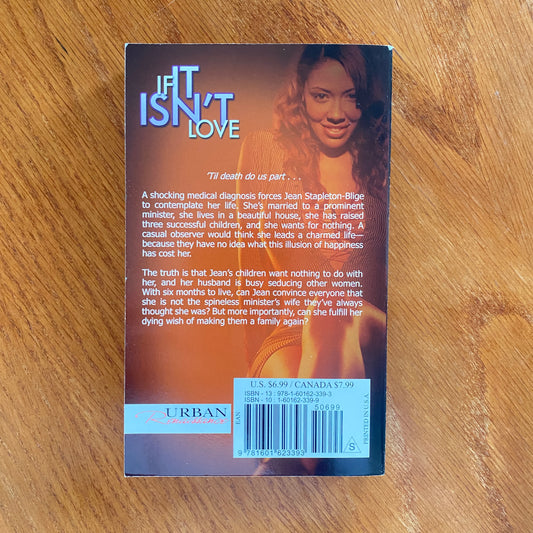 IF IT
ISN'T
LOVE
'Til death do us part . . .
A shocking medical diagnosis forces Jean Stapleton-Blige
to contemplate her life. She's married to a prominent
minister, she lives in a beautiful house, she has raised
three successful children, and she wants for nothing. A
casual observer would think she leads a charmed life—
because they have no idea what this illusion of happiness
has cost her.
The truth is that Jean's children want nothing to do with
her, and her husband is busy seducing other women.
With six months to live, can Jean convince everyone that
she is not the spineless minister's wife they've always
thought she was? But more importantly, can she fulfill her
dying wish of making them a family again?
U.S. $6.99 / CANADA $7.99
ISBN - 13: 978-1-60162-339-3
ISBN - 10: 1-60162-339-9
50699
EAN
9 781601 623393
S
PRINTED IN U.S.A.
URBAN
Renaissance